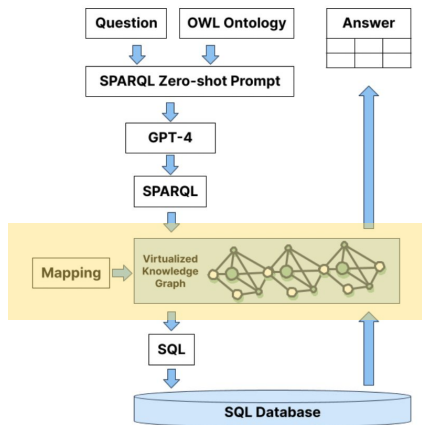 Question
OWL Ontology
Answer
SPARQL Zero-shot Prompt
GPT-4
SPARQL
Mapping
Virtualized
Knowledge
Graph
SQL
SQL Database